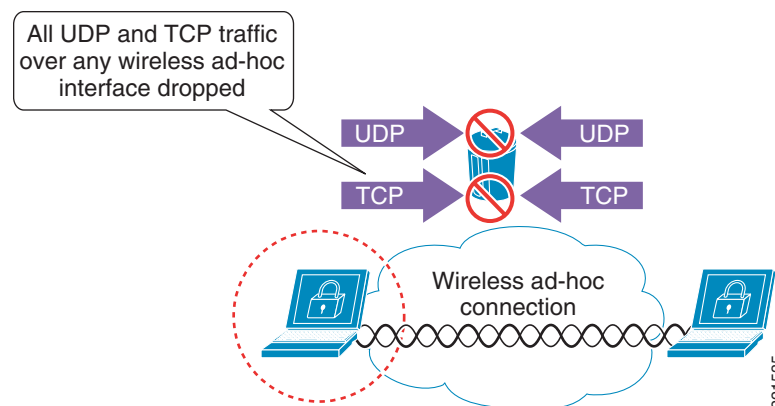 All UDP and TCP traffic
over any wireless ad-hoc
interface dropped
UDP
UDP
TCP
TCP
Wireless ad-hoc
connection